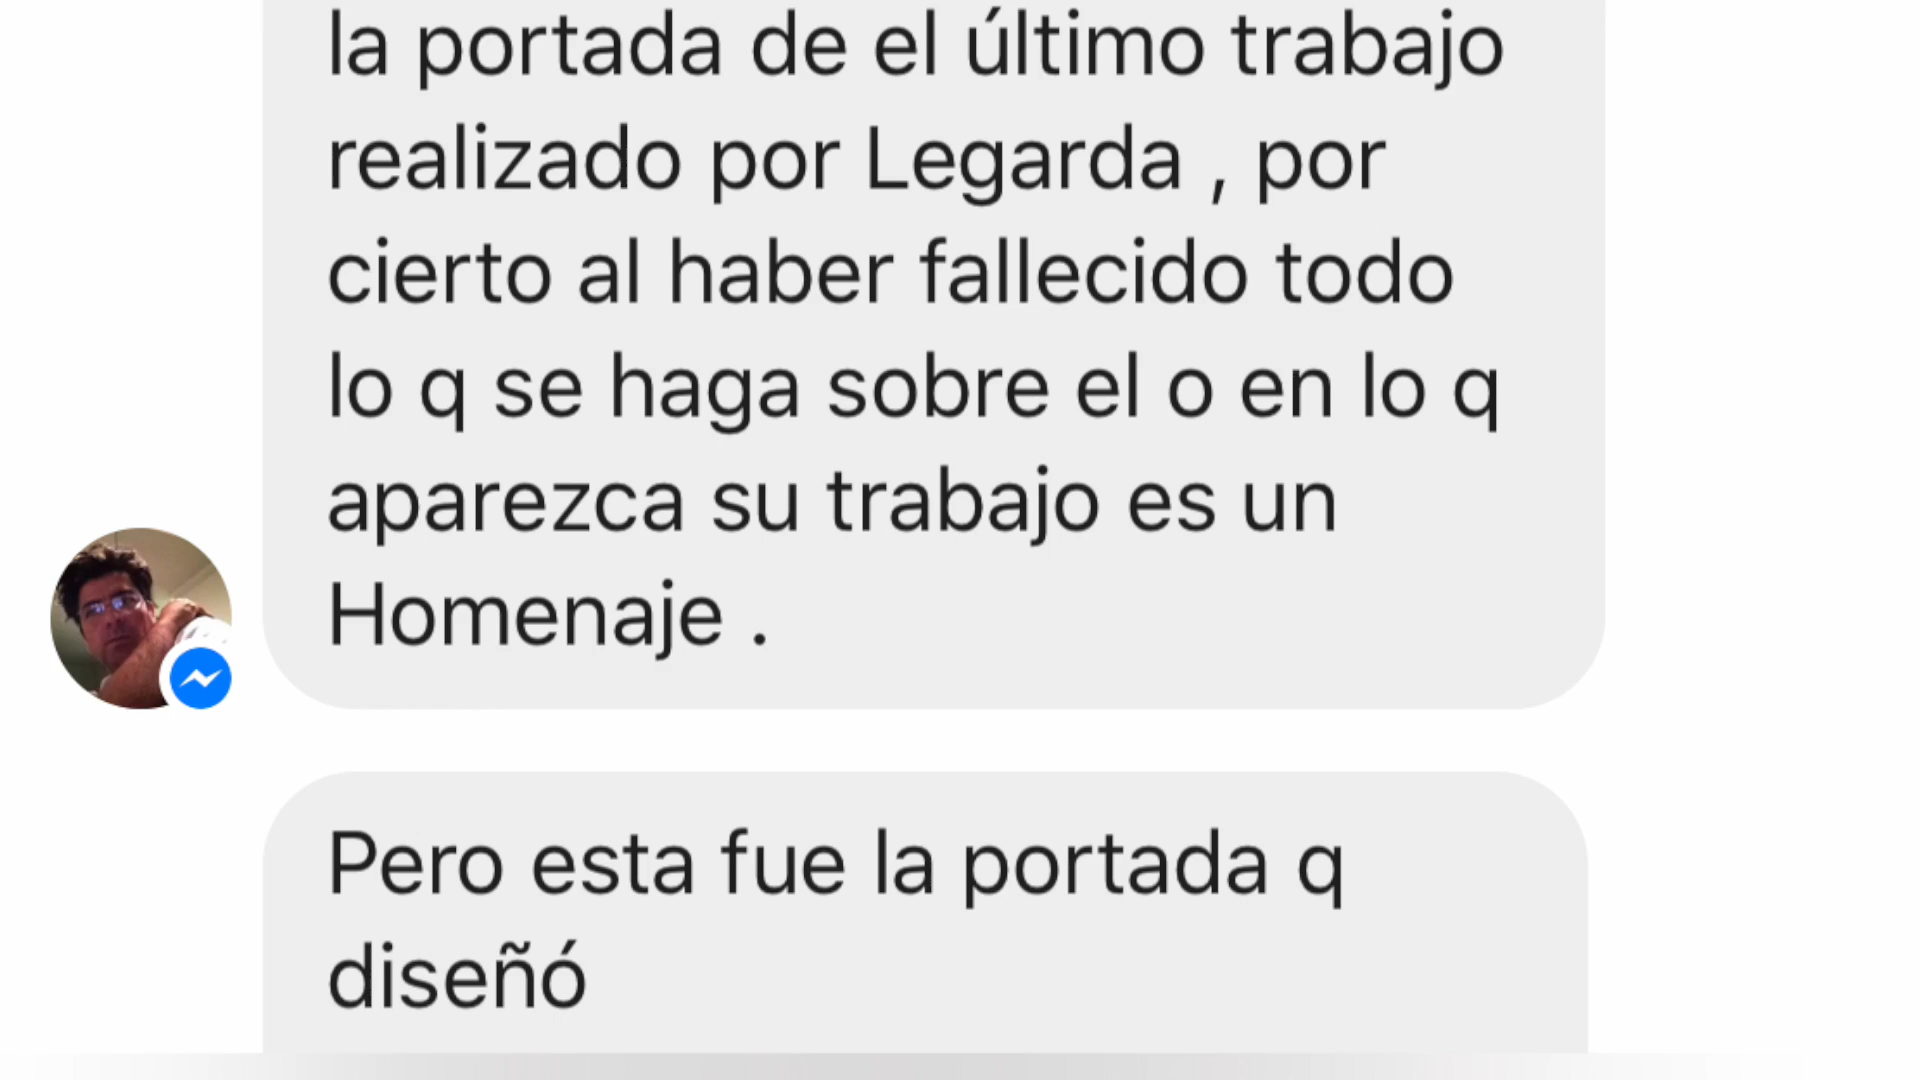 la portada de el último trabajo
realizado por Legarda , por
cierto al haber fallecido todo
lo q se haga sobre el o en lo q
aparezca su trabajo es un
Homenaje .
Pero esta fue la portada q
diseñó